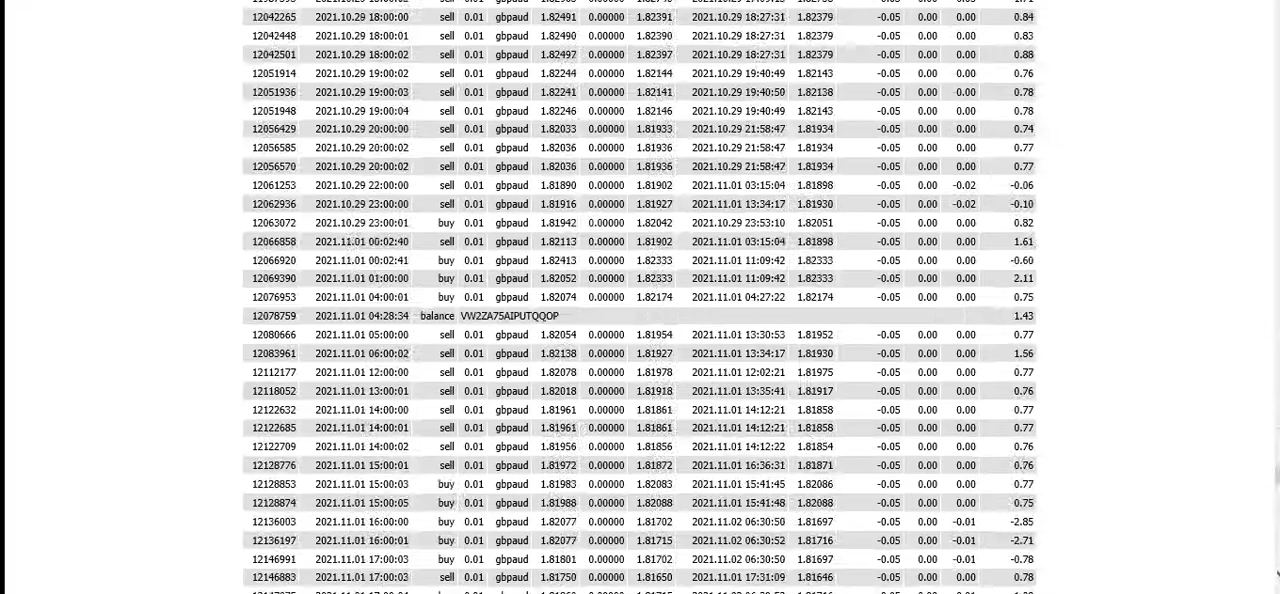 12042265 2021.10.29 18:00:00 sell 0.01 gbpaud 1.82491 0.00000 1.82391 2021.10.29 18:27:31 1.82379 -0.05 0.00 0.00 0.84
12042448 2021.10.29 18:00:01 sell 0.01 gbpaud 1.82490 0.00000 1.82390 2021.10.29 18:27:31 1.82379 -0.05 0.00 0.00 0.83
12042501 2021.10.29 18:00:02 sell 0.01 gbpaud 1.82497 0.00000 1.82397 2021.10.29 18:27:31 1.82379 -0.05 0.00 0.00 0.88
12051914 2021.10.29 19:00:02 sell 0.01 gbpaud 1.82244 0.00000 1.82144 2021.10.29 19:40:49 1.82143 -0.05 0.00 0.00 0.76
12051936 2021.10.29 19:00:03 sell 0.01 gbpaud 1.82241 0.00000 1.82141 2021.10.29 19:40:50 1.82138 -0.05 0.00 0.00 0.78
12051948 2021.10.29 19:00:04 sell 0.01 gbpaud 1.82246 0.00000 1.82146 2021.10.29 19:40:49 1.82143 -0.05 0.00 0.00 0.78
12056429 2021.10.29 20:00:00 sell 0.01 gbpaud 1.82033 0.00000 1.81933 2021.10.29 21:58:47 1.81934 -0.05 0.00 0.00 0.74
12056585 2021.10.29 20:00:02 sell 0.01 gbpaud 1.82036 0.00000 1.81936 2021.10.29 21:58:47 1.81934 -0.05 0.00 0.00 0.77
12056570 2021.10.29 20:00:02 sell 0.01 gbpaud 1.82036 0.00000 1.81936 2021.10.29 21:58:47 1.81934 -0.05 0.00 0.00 0.77
12061253 2021.10.29 22:00:00 sell 0.01 gbpaud 1.81890 0.00000 1.81902 2021.11.01 03:15:04 1.81898 -0.05 0.00 -0.02 -0.06
12062936 2021.10.29 23:00:00 sell 0.01 gbpaud 1.81916 0.00000 1.81927 2021.11.01 13:34:17 1.81930 -0.05 0.00 -0.02 -0.10
12063072 2021.10.29 23:00:01 buy 0.01 gbpaud 1.81942 0.00000 1.82042 2021.10.29 23:53:10 1.82051 -0.05 0.00 0.00 0.82
12066858 2021.11.01 00:02:40 sell 0.01 gbpaud 1.82113 0.00000 1.81902 2021.11.01 03:15:04 1.81898 -0.05 0.00 0.00 1.61
12066920 2021.11.01 00:02:41 buy 0.01 gbpaud 1.82413 0.00000 1.82333 2021.11.01 11:09:42 1.82333 -0.05 0.00 0.00 -0.60
12069390 2021.11.01 01:00:00 buy 0.01 gbpaud 1.82052 0.00000 1.82333 2021.11.01 11:09:42 1.82333 -0.05 0.00 0.00 2.11
12076953 2021.11.01 04:00:01 buy 0.01 gbpaud 1.82074 0.00000 1.82174 2021.11.01 04:27:22 1.82174 -0.05 0.00 0.00 0.75
12078759 2021.11.01 04:28:34 balance VW2ZA75AIPUTQQOP 1.43
12080666 2021.11.01 05:00:00 sell 0.01 gbpaud 1.82054 0.00000 1.81954 2021.11.01 13:30:53 1.81952 -0.05 0.00 0.00 0.77
12083961 2021.11.01 06:00:02 sell 0.01 gbpaud 1.82138 0.00000 1.81927 2021.11.01 13:34:17 1.81930 -0.05 0.00 0.00 1.56
12112177 2021.11.01 12:00:00 sell 0.01 gbpaud 1.82078 0.00000 1.81978 2021.11.01 12:02:21 1.81975 -0.05 0.00 0.00 0.77
12118052 2021.11.01 13:00:01 sell 0.01 gbpaud 1.82018 0.00000 1.81918 2021.11.01 13:35:41 1.81917 -0.05 0.00 0.00 0.76
12122632 2021.11.01 14:00:00 sell 0.01 gbpaud 1.81961 0.00000 1.81861 2021.11.01 14:12:21 1.81858 -0.05 0.00 0.00 0.77
12122685 2021.11.01 14:00:01 sell 0.01 gbpaud 1.81961 0.00000 1.81861 2021.11.01 14:12:21 1.81858 -0.05 0.00 0.00 0.77
12122709 2021.11.01 14:00:02 sell 0.01 gbpaud 1.81956 0.00000 1.81856 2021.11.01 14:12:22 1.81854 -0.05 0.00 0.00 0.76
12128776 2021.11.01 15:00:01 sell 0.01 gbpaud 1.81972 0.00000 1.81872 2021.11.01 16:36:31 1.81871 -0.05 0.00 0.00 0.76
12128853 2021.11.01 15:00:03 buy 0.01 gbpaud 1.81983 0.00000 1.82083 2021.11.01 15:41:45 1.82086 -0.05 0.00 0.00 0.77
12128874 2021.11.01 15:00:05 buy 0.01 gbpaud 1.81988 0.00000 1.82088 2021.11.01 15:41:48 1.82088 -0.05 0.00 0.00 0.75
12136003 2021.11.01 16:00:00 buy 0.01 gbpaud 1.82077 0.00000 1.81702 2021.11.02 06:30:50 1.81697 -0.05 0.00 -0.01 -2.85
12136197 2021.11.01 16:00:01 buy 0.01 gbpaud 1.82077 0.00000 1.81715 2021.11.02 06:30:52 1.81716 -0.05 0.00 -0.01 -2.71
12146991 2021.11.01 17:00:03 buy 0.01 gbpaud 1.81801 0.00000 1.81702 2021.11.02 06:30:50 1.81697 -0.05 0.00 -0.01 -0.78
12146883 2021.11.01 17:00:03 sell 0.01 gbpaud 1.81750 0.00000 1.81650 2021.11.01 17:31:09 1.81646 -0.05 0.00 0.00 0.78